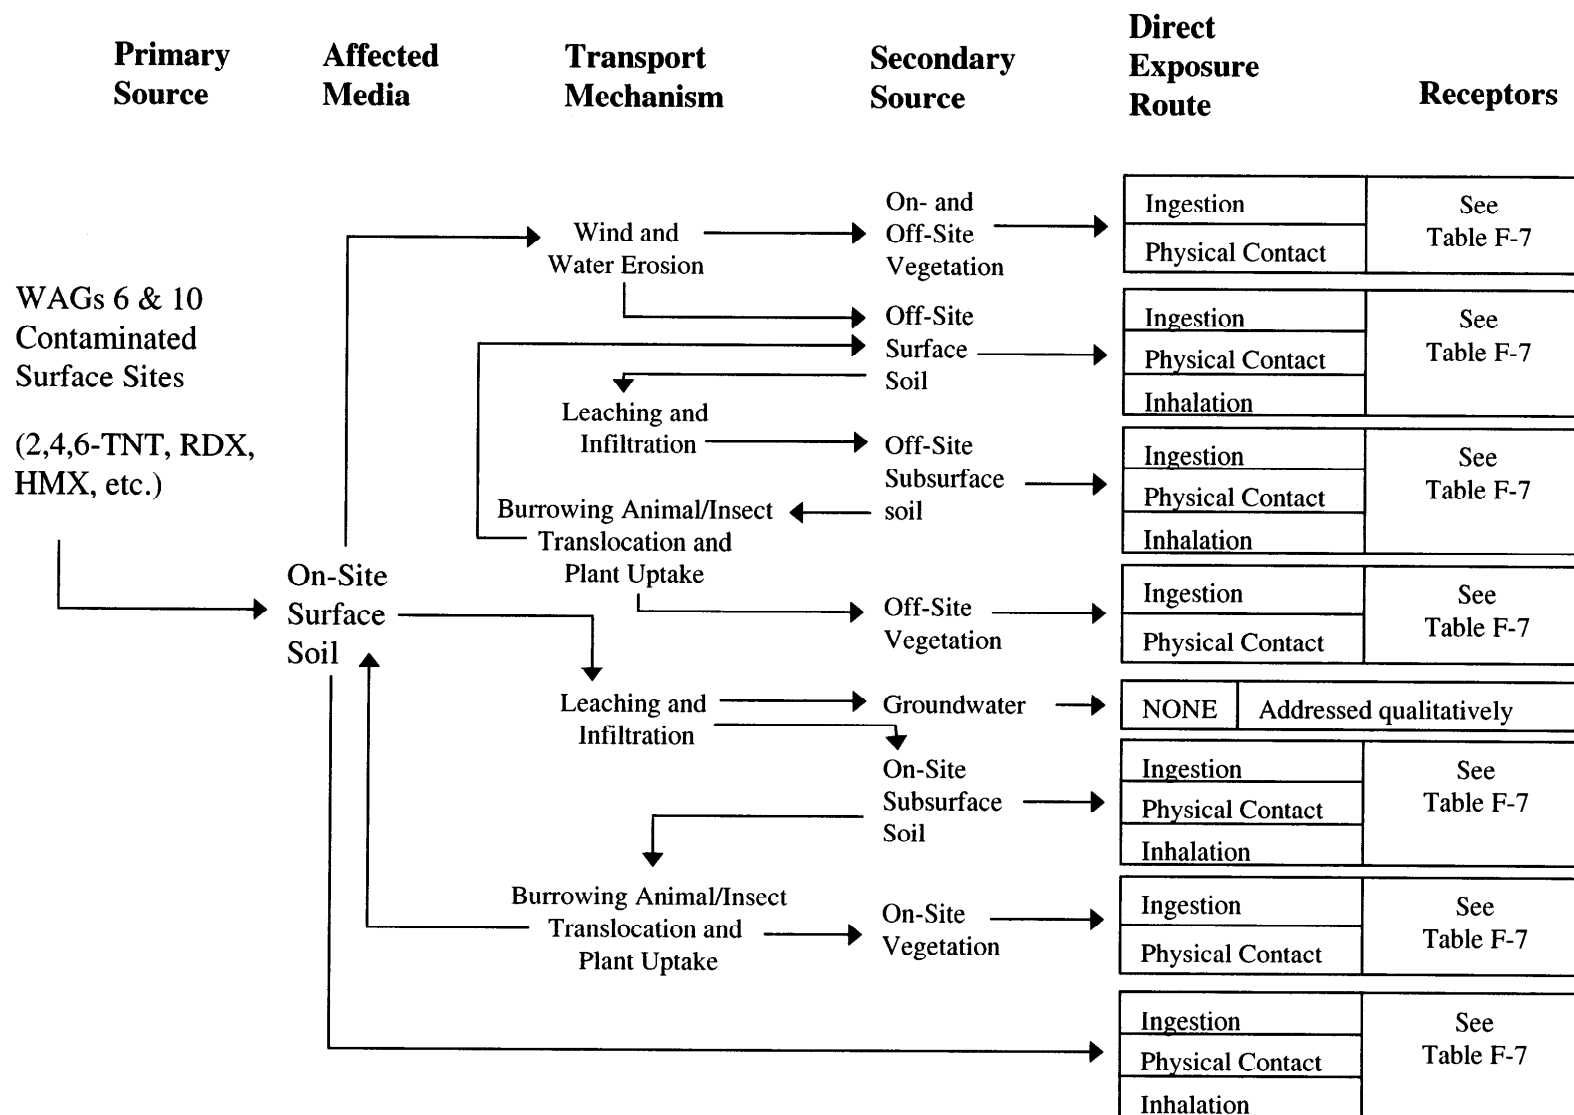 Primary
Source
Affected
Media
Transport
Mechanism
Secondary
Source
Direct
Exposure
Route
Receptors
WAGs 6 & 10
Contaminated
Surface Sites
(2,4,6-TNT, RDX,
HMX, etc.)
On-Site
Surface
Soil
Wind and
Water Erosion
On- and
Off-Site
Vegetation
Ingestion
Physical Contact
See
Table F-7
Off-Site
Surface
Soil
Ingestion
Physical Contact
Inhalation
See
Table F-7
Leaching and
Infiltration
Off-Site
Subsurface
soil
Ingestion
Physical Contact
Inhalation
See
Table F-7
Burrowing Animal/Insect
Translocation and
Plant Uptake
Off-Site
Vegetation
Ingestion
Physical Contact
See
Table F-7
Leaching and
Infiltration
Groundwater
NONE
Addressed qualitatively
On-Site
Subsurface
Soil
Ingestion
Physical Contact
Inhalation
See
Table F-7
Burrowing Animal/Insect
Translocation and
Plant Uptake
On-Site
Vegetation
Ingestion
Physical Contact
See
Table F-7
Ingestion
Physical Contact
Inhalation
See
Table F-7